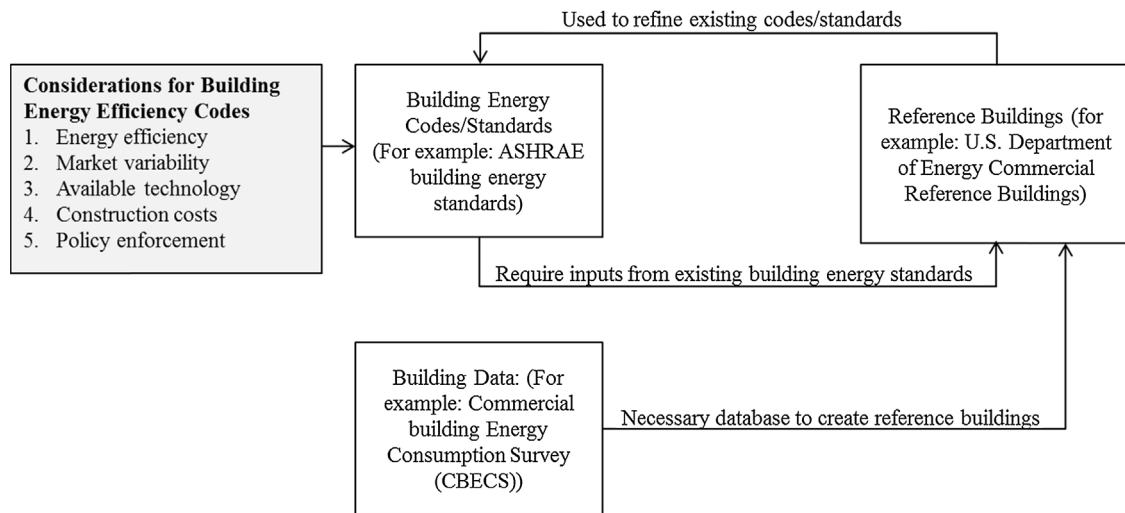 Used to refine existing codes/standards
Considerations for Building
Energy Efficiency Codes
1. Energy efficiency
2. Market variability
3. Available technology
4. Construction costs
5. Policy enforcement
Building Energy
Codes/Standards
(For example: ASHRAE
building energy
standards)
Reference Buildings (for
example: U.S. Department
of Energy Commercial
Reference Buildings)
Require inputs from existing building energy standards
Building Data: (For
example: Commercial
building Energy
Consumption Survey
(CBECS))
Necessary database to create reference buildings